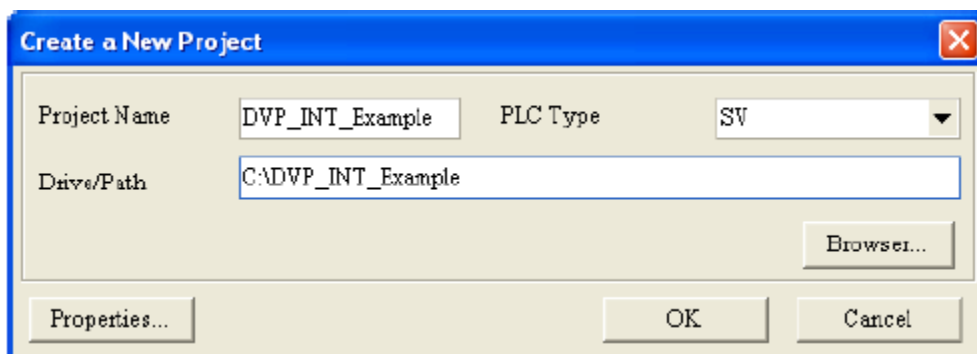 Create a New Project
Project Name DVP_INT_Example PLC Type SV
Drive/Path C:\DVP_INT_Example
Browser...
Properties... OK Cancel